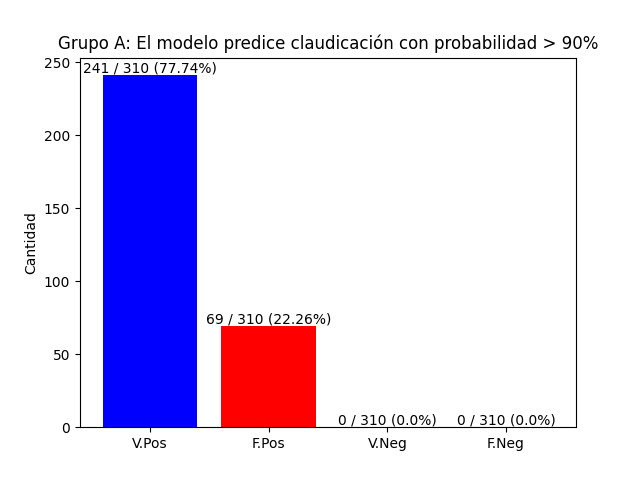 Grupo A: El modelo predice claudicación con probabilidad > 90%
250
200
150
100
50
0
Cantidad
241 / 310 (77.74%)
69 / 310 (22.26%)
0 / 310 (0.0%)
0 / 310 (0.0%)
V.Pos
F.Pos
V.Neg
F.Neg